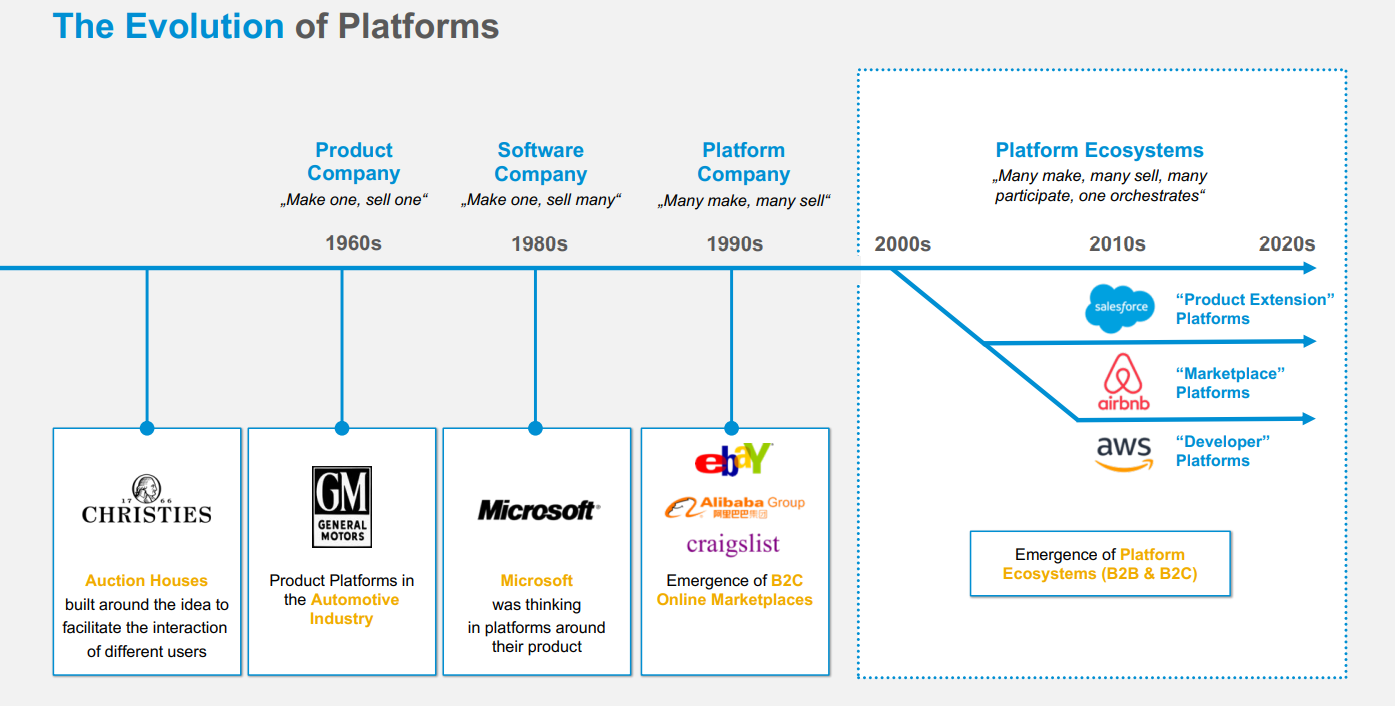 The Evolution of Platforms
Product
Company
„Make one, sell one“
1960s
Software
Company
„Make one, sell many“
1980s
Platform
Company
„Many make, many sell“
1990s
Platform Ecosystems
„Many make, many sell, many
participate, one orchestrates“
2000s
2010s
2020s
salesforce
“Product Extension”
Platforms
airbnb
“Marketplace”
Platforms
aws
“Developer”
Platforms
Emergence of Platform
Ecosystems (B2B & B2C)
17 66
CHRISTIES
Auction Houses
built around the idea to
facilitate the interaction
of different users
GM
GENERAL
MOTORS
Product Platforms in
the Automotive
Industry
Microsoft®
Microsoft
was thinking
in platforms around
their product
ebaY
Alibaba Group
阿里巴巴集团
craigslist
Emergence of B2C
Online Marketplaces